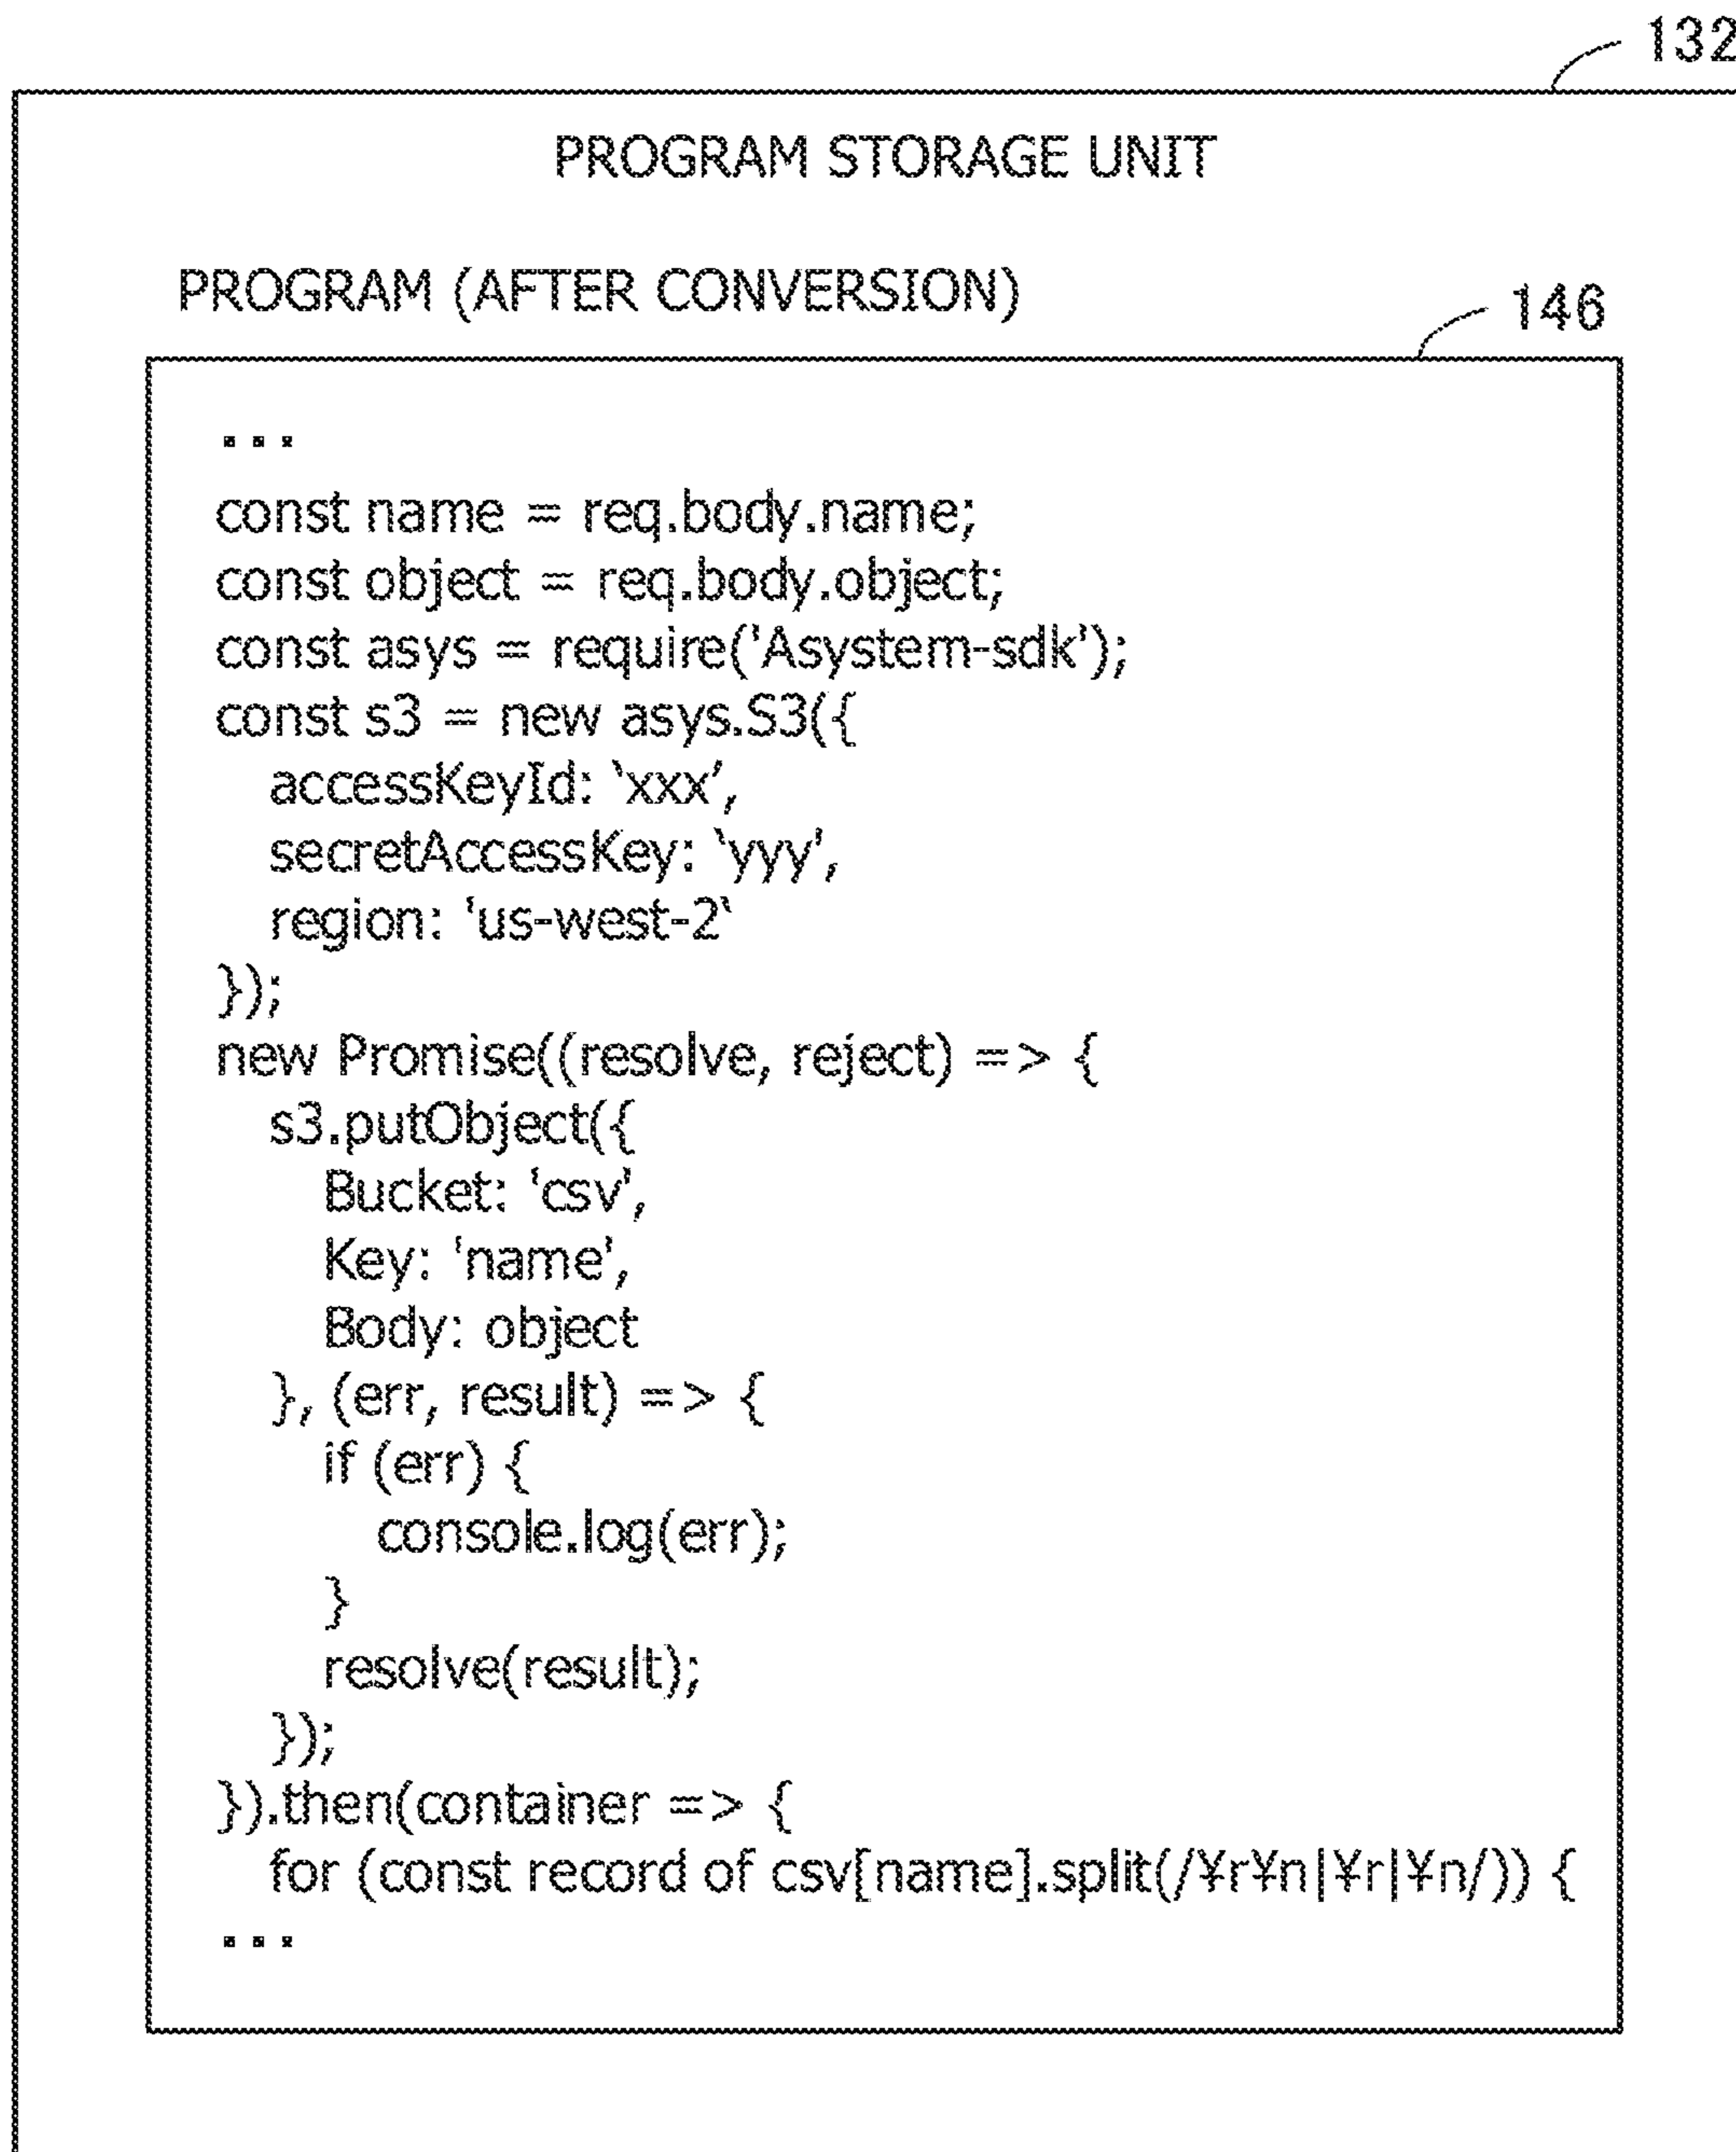 132
PROGRAM STORAGE UNIT
PROGRAM (AFTER CONVERSION)
146
...
const name = req.body.name;
const object = req.body.object;
const asys = require('Asystem-sdk');
const s3 = new asys.S3({
  accessKeyId: ‵xxx',
  secretAccessKey: ‵yyy',
  region: 'us-west-2‵
});
new Promise((resolve, reject) => {
  s3.putObject({
    Bucket: 'csv',
    Key: 'name',
    Body: object
  }, (err, result) => {
    if (err) {
      console.log(err);
    }
    resolve(result);
  });
}).then(container => {
  for (const record of csv[name].split(/¥r¥n|¥r|¥n/)) {
...